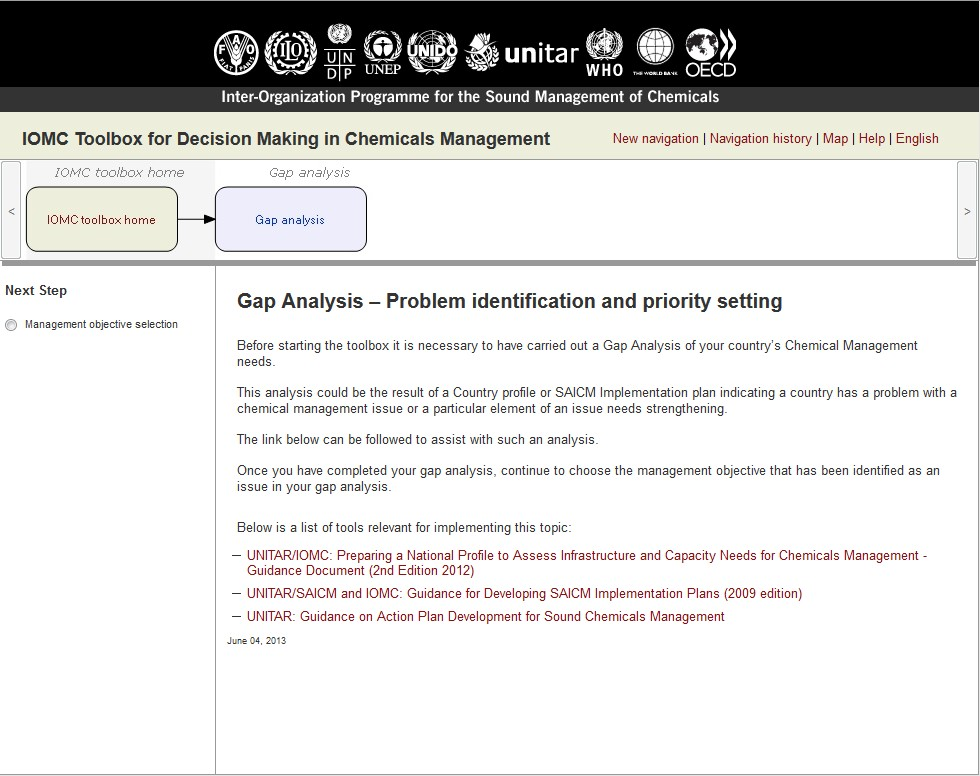 FAO FIAT PANIS ILO UN DP UNEP UNIDO unitar WHO THE WORLD BANK OECD
Inter-Organization Programme for the Sound Management of Chemicals
IOMC Toolbox for Decision Making in Chemicals Management
New navigation | Navigation history | Map | Help | English
IOMC toolbox home
Gap analysis
<
IOMC toolbox home
Gap analysis
>
Next Step
Management objective selection
Gap Analysis – Problem identification and priority setting
Before starting the toolbox it is necessary to have carried out a Gap Analysis of your country's Chemical Management
needs.
This analysis could be the result of a Country profile or SAICM Implementation plan indicating a country has a problem with a
chemical management issue or a particular element of an issue needs strengthening.
The link below can be followed to assist with such an analysis.
Once you have completed your gap analysis, continue to choose the management objective that has been identified as an
issue in your gap analysis.
Below is a list of tools relevant for implementing this topic:
– UNITAR/IOMC: Preparing a National Profile to Assess Infrastructure and Capacity Needs for Chemicals Management -
Guidance Document (2nd Edition 2012)
– UNITAR/SAICM and IOMC: Guidance for Developing SAICM Implementation Plans (2009 edition)
– UNITAR: Guidance on Action Plan Development for Sound Chemicals Management
June 04, 2013